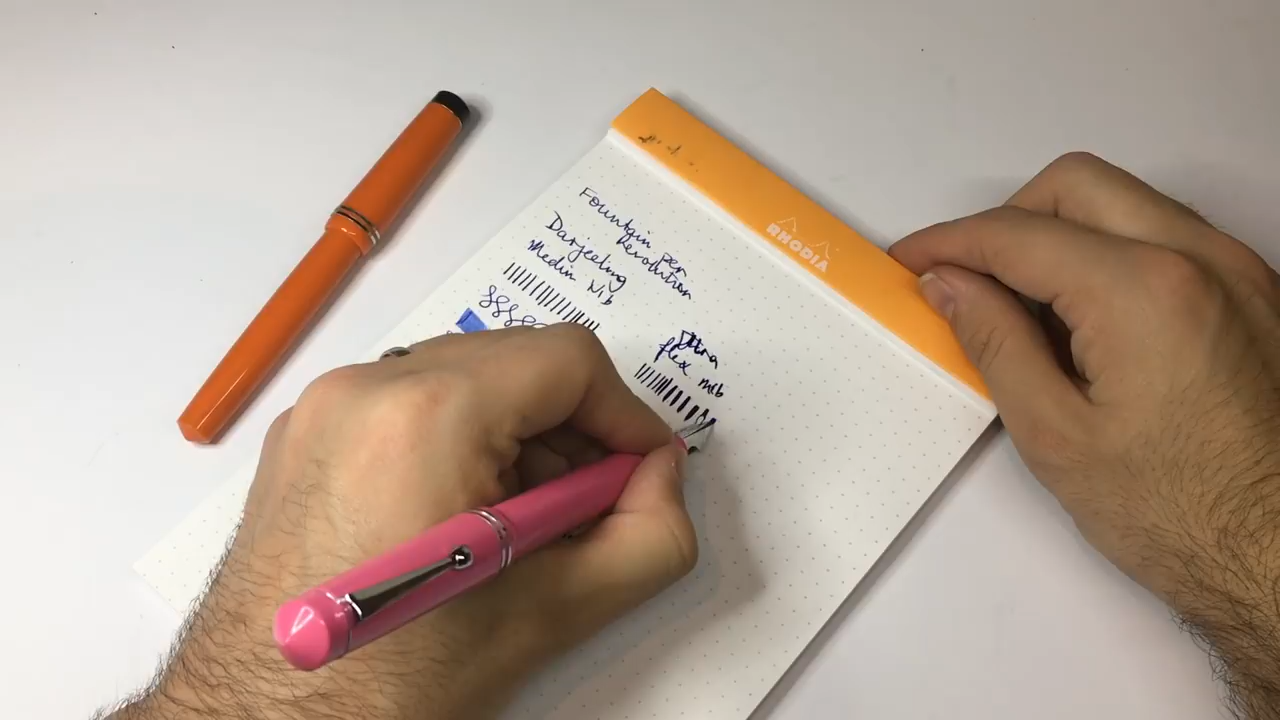 RHODIA
Fountain pen
Revolution
Darjeeling
Medium Nib
flex nib